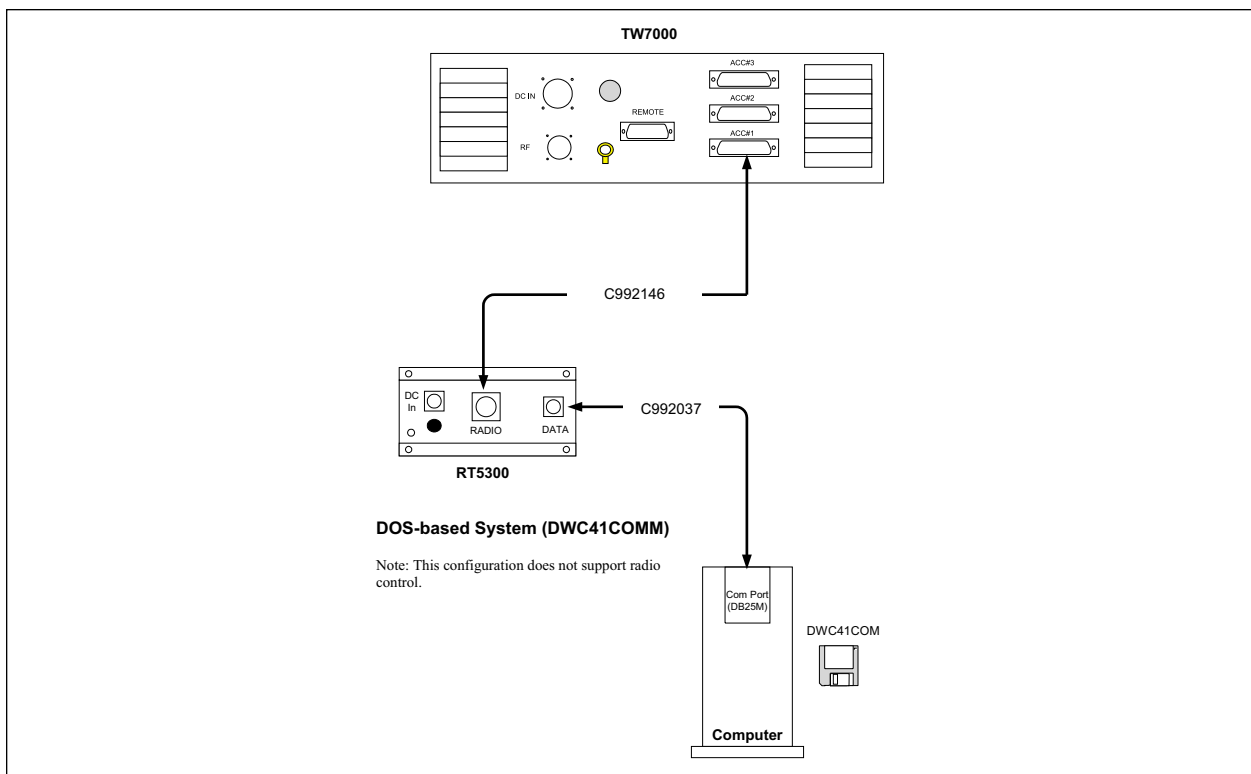 TW7000
ACC#3
DC IN
ACC#2
REMOTE
ACC#1
RF
C992146
DC
In
RADIO
DATA
C992037
RT5300
DOS-based System (DWC41COMM)
Note: This configuration does not support radio
control.
Com Port
(DB25M)
DWC41COM
Computer